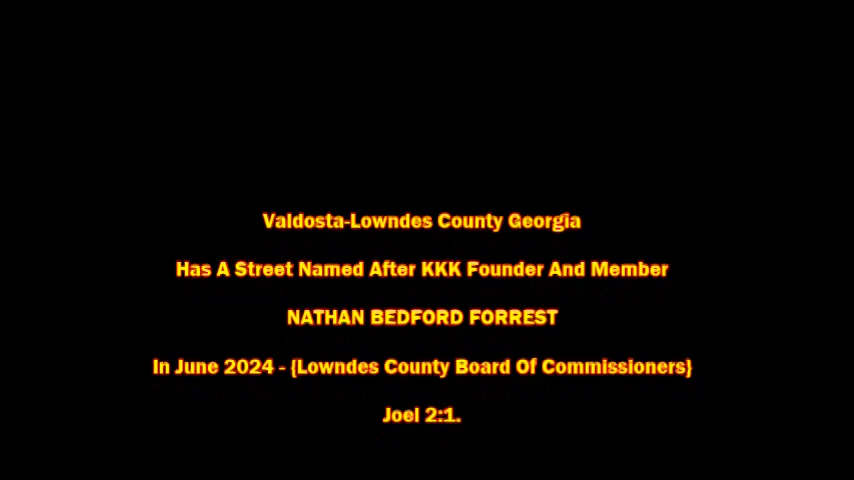 Valdosta-Lowndes County Georgia
Has A Street Named After KKK Founder And Member
NATHAN BEDFORD FORREST
In June 2024 - {Lowndes County Board Of Commissioners}
Joel 2:1.